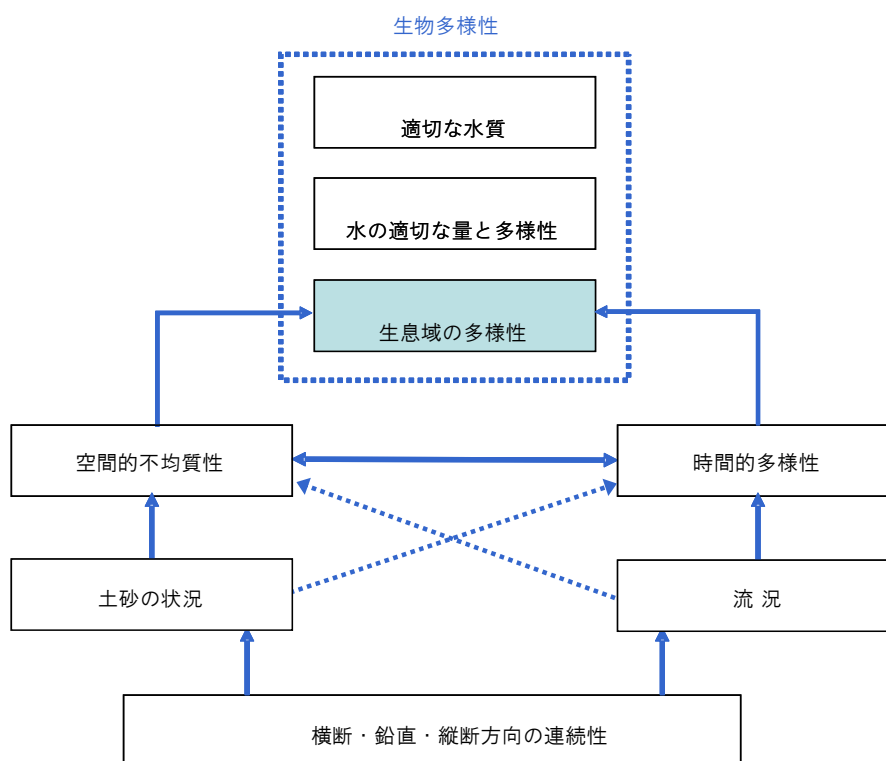 生物多様性
適切な水質
水の適切な量と多様性
生息域の多様性
空間的不均質性
時間的多様性
土砂の状況
流 況
横断・鉛直・縦断方向の連続性